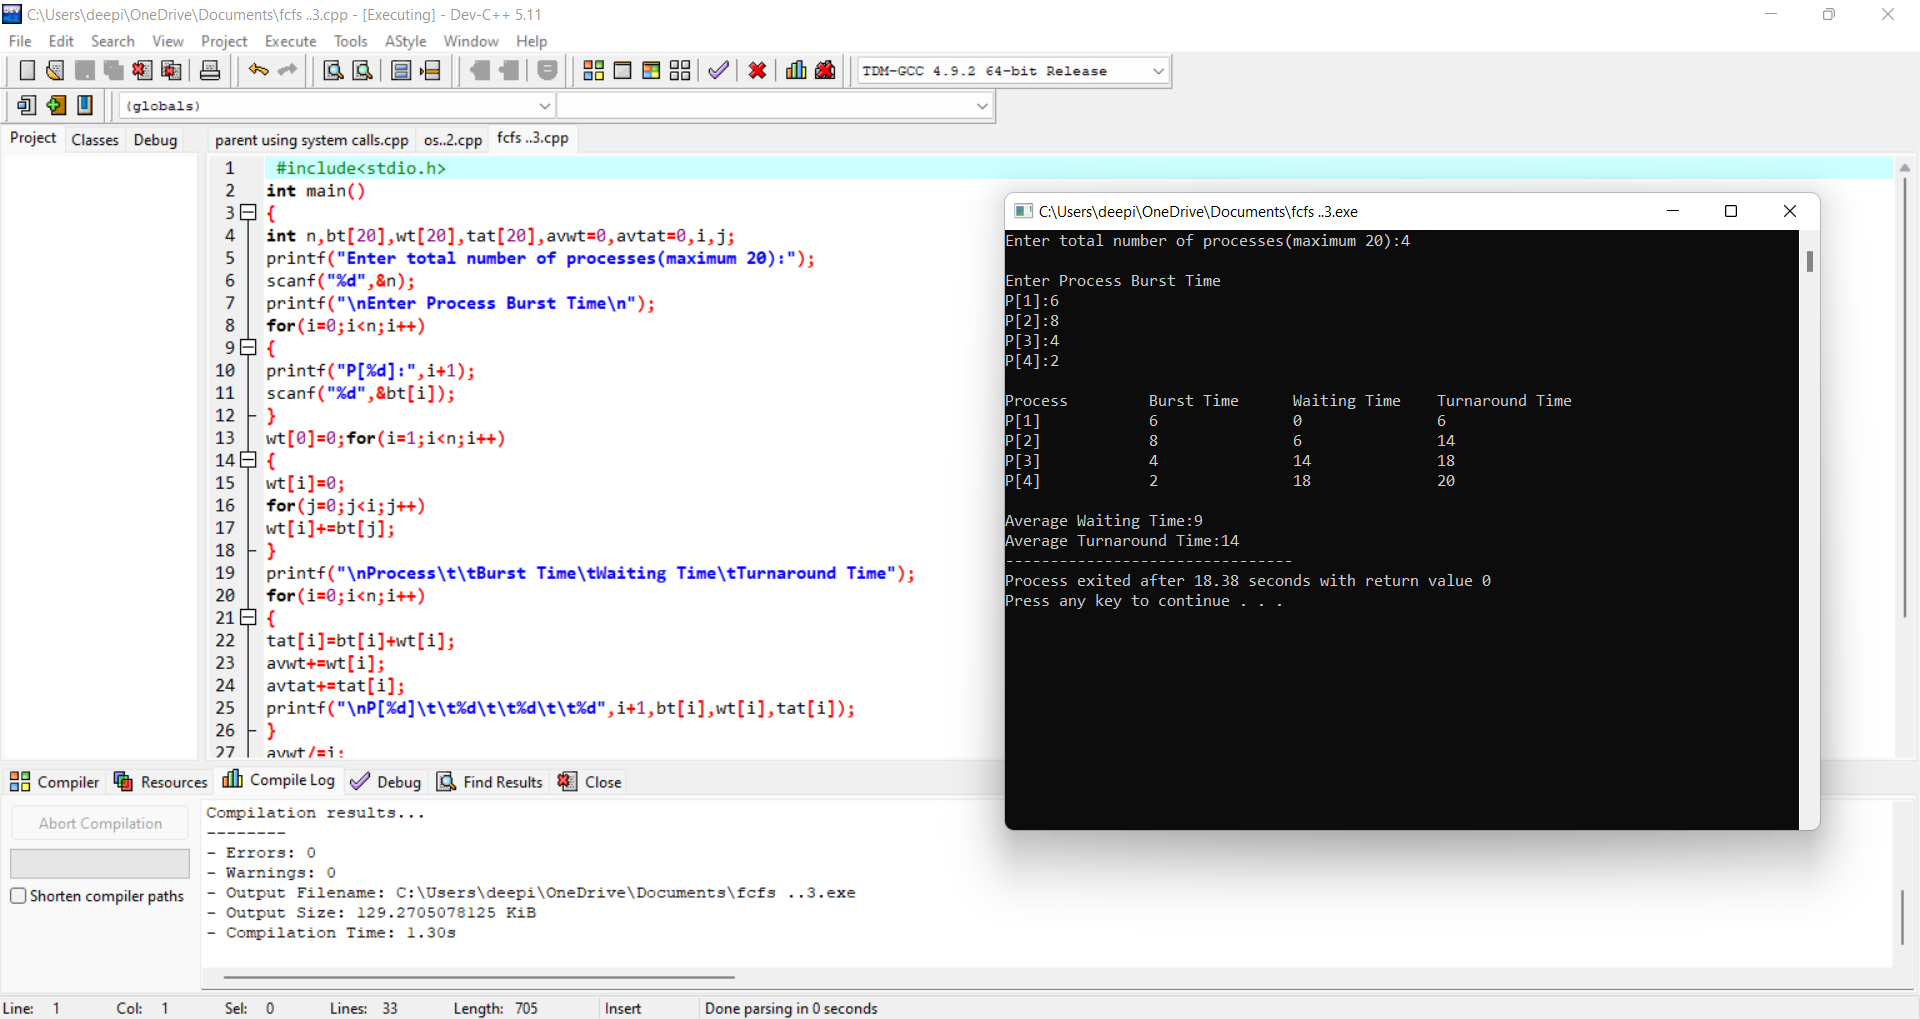 C:\Users\deepi\OneDrive\Documents\fcfs ..3.cpp - [Executing] - Dev-C++ 5.11
File Edit Search View Project Execute Tools AStyle Window Help
TDM-GCC 4.9.2 64-bit Release
(globals)
Project Classes Debug
parent using system calls.cpp os..2.cpp fcfs ..3.cpp
1 #include<stdio.h>
2 int main()
3 {
4 int n,bt[20],wt[20],tat[20],avwt=0,avtat=0,i,j;
5 printf("Enter total number of processes(maximum 20):");
6 scanf("%d",&n);
7 printf("\nEnter Process Burst Time\n");
8 for(i=0;i<n;i++)
9 {
10 printf("P[%d]:",i+1);
11 scanf("%d",&bt[i]);
12 }
13 wt[0]=0;for(i=1;i<n;i++)
14 {
15 wt[i]=0;
16 for(j=0;j<i;j++)
17 wt[i]+=bt[j];
18 }
19 printf("\nProcess\t\tBurst Time\tWaiting Time\tTurnaround Time");
20 for(i=0;i<n;i++)
21 {
22 tat[i]=bt[i]+wt[i];
23 avwt+=wt[i];
24 avtat+=tat[i];
25 printf("\nP[%d]\t\t%d\t\t%d\t\t%d",i+1,bt[i],wt[i],tat[i]);
26 }
27 avwt/=i;
C:\Users\deepi\OneDrive\Documents\fcfs ..3.exe
Enter total number of processes(maximum 20):4
Enter Process Burst Time
P[1]:6
P[2]:8
P[3]:4
P[4]:2
Process Burst Time Waiting Time Turnaround Time
P[1] 6 0 6
P[2] 8 6 14
P[3] 4 14 18
P[4] 2 18 20
Average Waiting Time:9
Average Turnaround Time:14
--------------------------------
Process exited after 18.38 seconds with return value 0
Press any key to continue . . .
Compiler Resources Compile Log Debug Find Results Close
Abort Compilation
Shorten compiler paths
Compilation results...
--------
- Errors: 0
- Warnings: 0
- Output Filename: C:\Users\deepi\OneDrive\Documents\fcfs ..3.exe
- Output Size: 129.2705078125 KiB
- Compilation Time: 1.30s
Line: 1 Col: 1 Sel: 0 Lines: 33 Length: 705 Insert Done parsing in 0 seconds